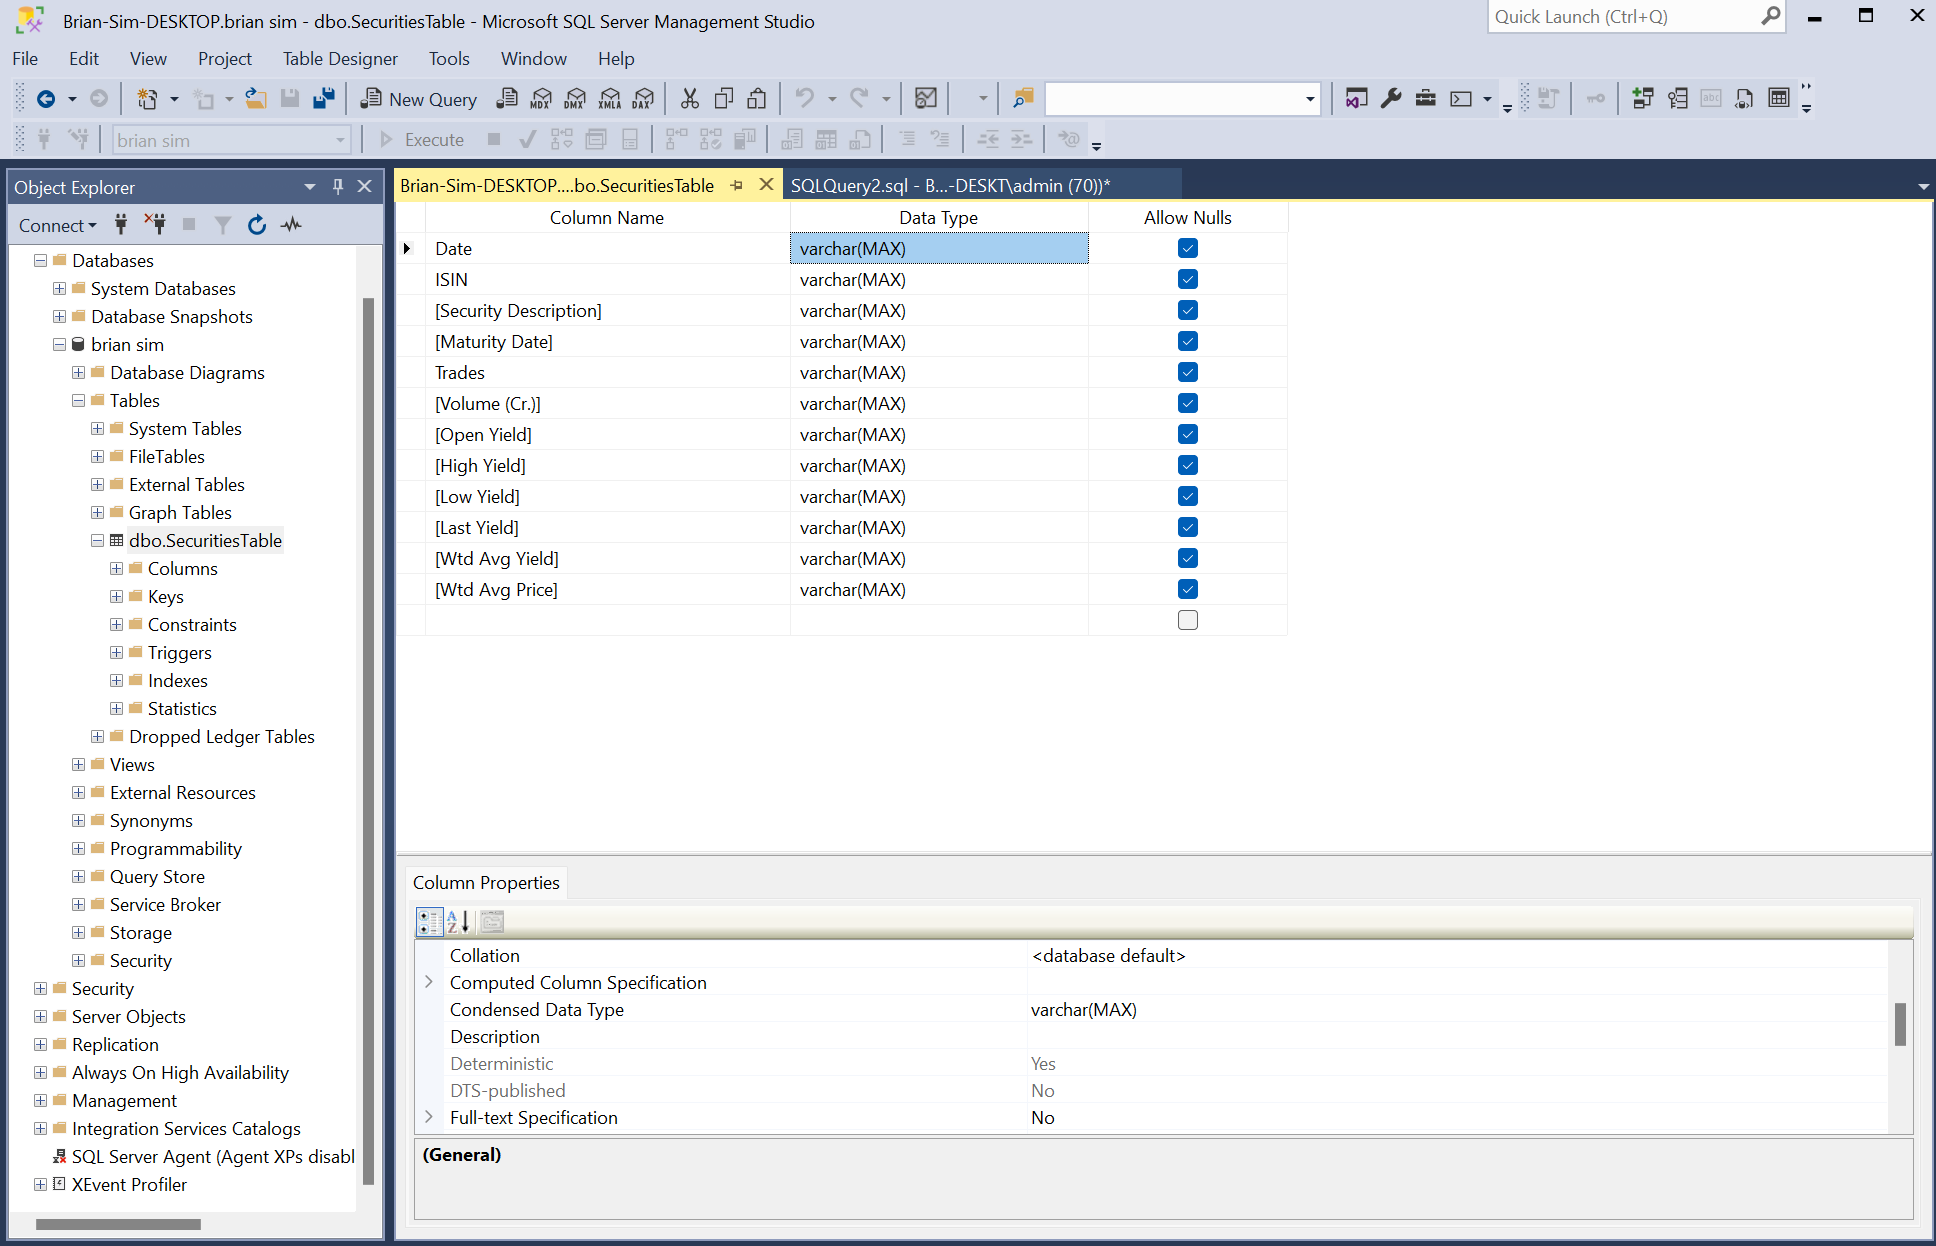 Brian-Sim-DESKTOP.brian sim - dbo.SecuritiesTable - Microsoft SQL Server Management Studio
Quick Launch (Ctrl+Q)
File Edit View Project Table Designer Tools Window Help
New Query MDX DMX XMLA DAX
brian sim Execute
Object Explorer
Connect
Databases
System Databases
Database Snapshots
brian sim
Database Diagrams
Tables
System Tables
FileTables
External Tables
Graph Tables
dbo.SecuritiesTable
Columns
Keys
Constraints
Triggers
Indexes
Statistics
Dropped Ledger Tables
Views
External Resources
Synonyms
Programmability
Query Store
Service Broker
Storage
Security
Security
Server Objects
Replication
Always On High Availability
Management
Integration Services Catalogs
SQL Server Agent (Agent XPs disabl
XEvent Profiler
Brian-Sim-DESKTOP....bo.SecuritiesTable SQLQuery2.sql - B...-DESKT\admin (70))*
Column Name Data Type Allow Nulls
Date varchar(MAX)
ISIN varchar(MAX)
[Security Description] varchar(MAX)
[Maturity Date] varchar(MAX)
Trades varchar(MAX)
[Volume (Cr.)] varchar(MAX)
[Open Yield] varchar(MAX)
[High Yield] varchar(MAX)
[Low Yield] varchar(MAX)
[Last Yield] varchar(MAX)
[Wtd Avg Yield] varchar(MAX)
[Wtd Avg Price] varchar(MAX)
Column Properties
Collation <database default>
Computed Column Specification
Condensed Data Type varchar(MAX)
Description
Deterministic Yes
DTS-published No
Full-text Specification No
(General)